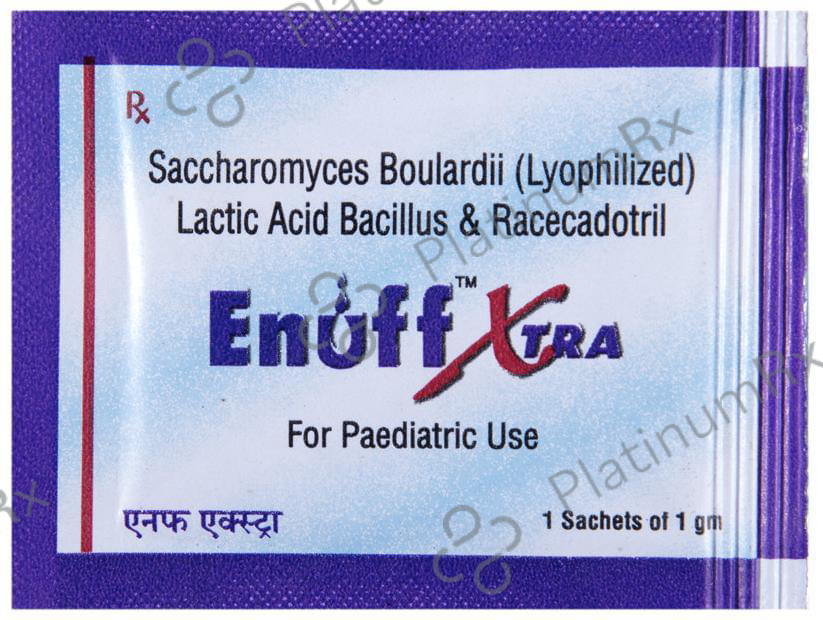 Rx
Saccharomyces Boulardii (Lyophilized)
Lactic Acid Bacillus & Racecadotril
Enuff™ XTRA
For Paediatric Use
एनफ एक्स्ट्रा
1 Sachets of 1 gm
PlatinumRx
PlatinumRx
PlatinumRx